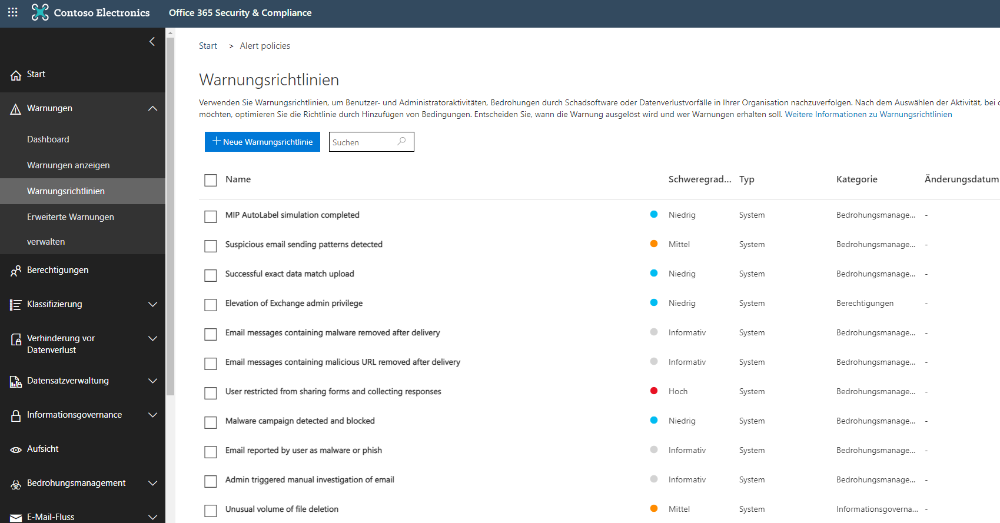 Contoso Electronics
Office 365 Security & Compliance
Start
Warnungen
Dashboard
Warnungen anzeigen
Warnungsrichtlinien
Erweiterte Warnungen
verwalten
Berechtigungen
Klassifizierung
Verhinderung vor
Datenverlust
Datensatzverwaltung
Informationsgovernance
Aufsicht
Bedrohungsmanagement
E-Mail-Fluss
Start > Alert policies
Warnungsrichtlinien
Verwenden Sie Warnungsrichtlinien, um Benutzer- und Administratoraktivitäten, Bedrohungen durch Schadsoftware oder Datenverlustvorfälle in Ihrer Organisation nachzuverfolgen. Nach dem Auswählen der Aktivität, bei
möchten, optimieren Sie die Richtlinie durch Hinzufügen von Bedingungen. Entscheiden Sie, wann die Warnung ausgelöst wird und wer Warnungen erhalten soll. Weitere Informationen zu Warnungsrichtlinien
+ Neue Warnungsrichtlinie Suchen
Name Schweregrad... Typ Kategorie Änderungsdatum
MIP AutoLabel simulation completed Niedrig System Bedrohungsmanage... -
Suspicious email sending patterns detected Mittel System Bedrohungsmanage... -
Successful exact data match upload Niedrig System Bedrohungsmanage... -
Elevation of Exchange admin privilege Niedrig System Berechtigungen -
Email messages containing malware removed after delivery Informativ System Bedrohungsmanage... -
Email messages containing malicious URL removed after delivery Informativ System Bedrohungsmanage... -
User restricted from sharing forms and collecting responses Hoch System Bedrohungsmanage... -
Malware campaign detected and blocked Niedrig System Bedrohungsmanage... -
Email reported by user as malware or phish Informativ System Bedrohungsmanage... -
Admin triggered manual investigation of email Informativ System Bedrohungsmanage... -
Unusual volume of file deletion Mittel System Informationsgoverna... -